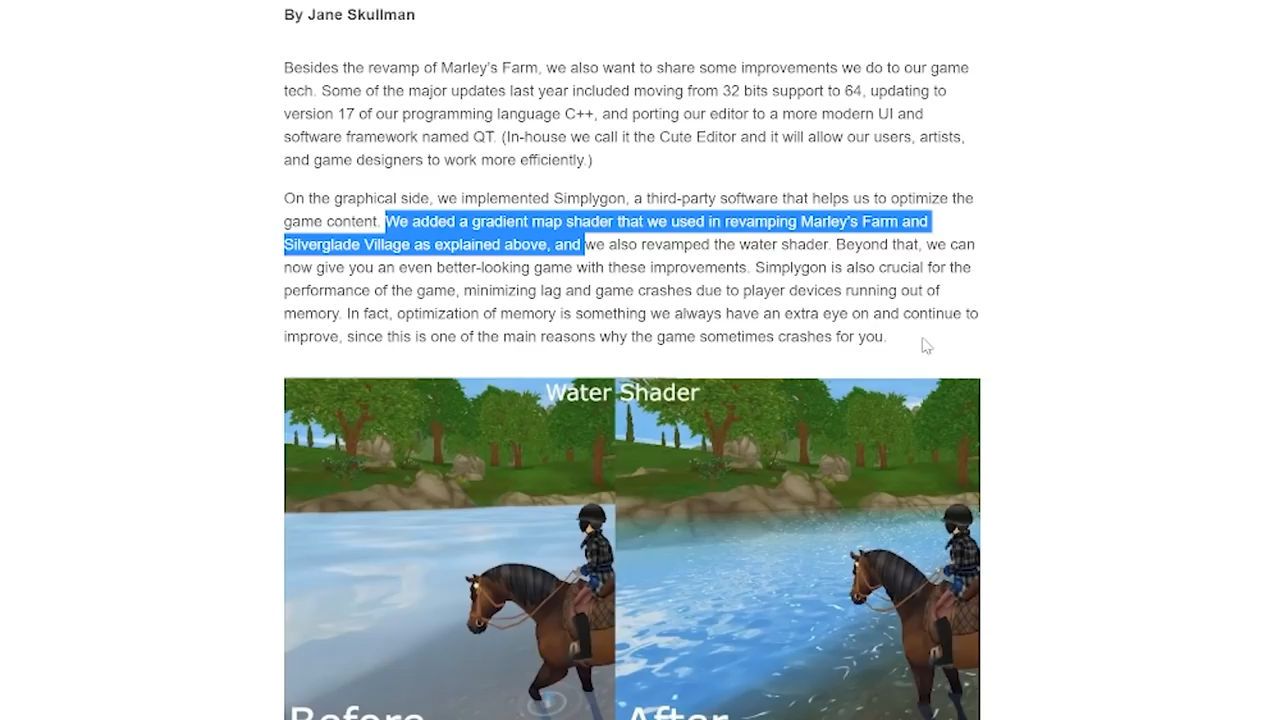 By Jane Skullman
Besides the revamp of Marley's Farm, we also want to share some improvements we do to our game
tech. Some of the major updates last year included moving from 32 bits support to 64, updating to
version 17 of our programming language C++, and porting our editor to a more modern UI and
software framework named QT. (In-house we call it the Cute Editor and it will allow our users, artists,
and game designers to work more efficiently.)
On the graphical side, we implemented Simplygon, a third-party software that helps us to optimize the
game content. We added a gradient map shader that we used in revamping Marley's Farm and
Silverglade Village as explained above, and we also revamped the water shader. Beyond that, we can
now give you an even better-looking game with these improvements. Simplygon is also crucial for the
performance of the game, minimizing lag and game crashes due to player devices running out of
memory. In fact, optimization of memory is something we always have an extra eye on and continue to
improve, since this is one of the main reasons why the game sometimes crashes for you.
Water Shader
Before After